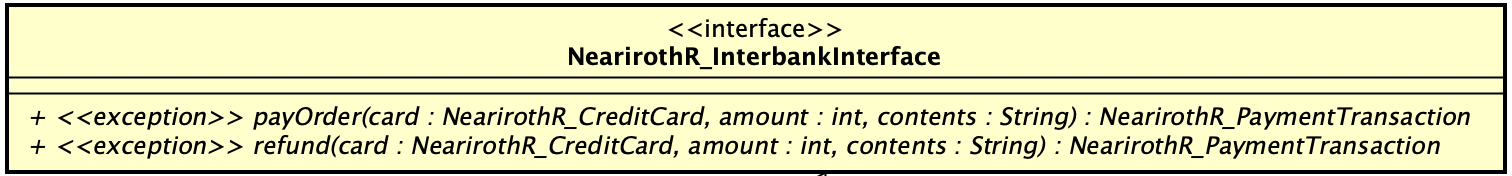 <<interface>>
NearirothR_InterbankInterface
+ <<exception>> payOrder(card : NearirothR_CreditCard, amount : int, contents : String) : NearirothR_PaymentTransaction
+ <<exception>> refund(card : NearirothR_CreditCard, amount : int, contents : String) : NearirothR_PaymentTransaction